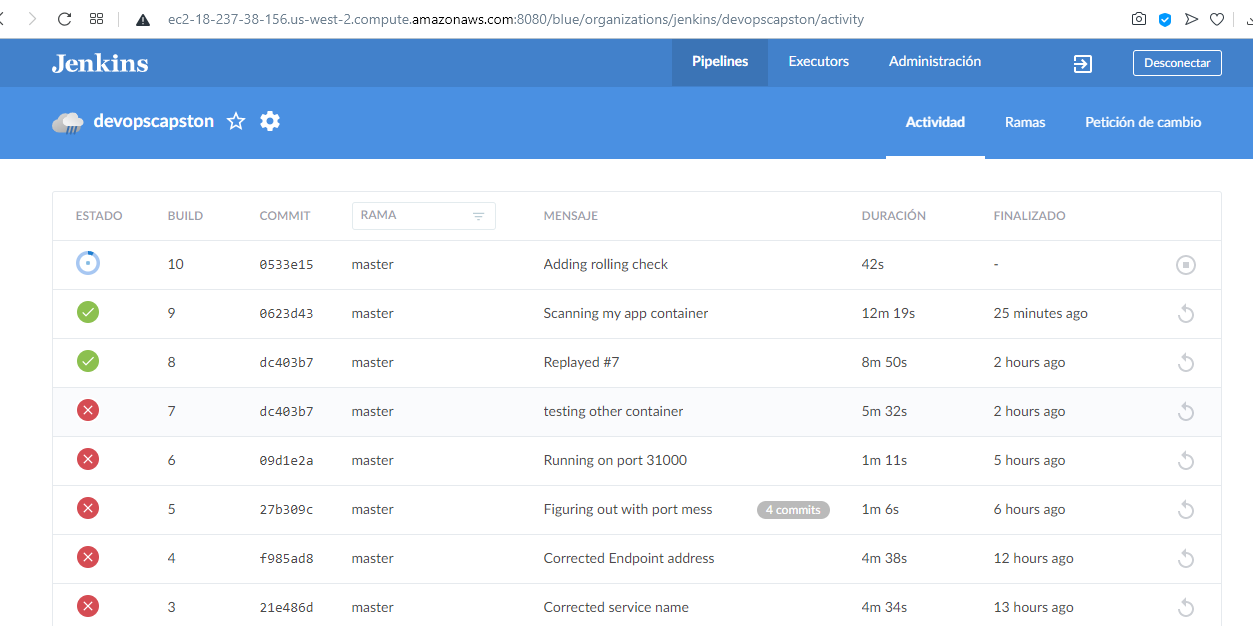 ec2-18-237-38-156.us-west-2.compute.amazonaws.com:8080/blue/organizations/jenkins/devopscapston/activity
Jenkins Pipelines Executors Administración Desconectar
devopscapston Actividad Ramas Petición de cambio
ESTADO BUILD COMMIT RAMA MENSAJE DURACIÓN FINALIZADO
10 0533e15 master Adding rolling check 42s -
9 0623d43 master Scanning my app container 12m 19s 25 minutes ago
8 dc403b7 master Replayed #7 8m 50s 2 hours ago
7 dc403b7 master testing other container 5m 32s 2 hours ago
6 09d1e2a master Running on port 31000 1m 11s 5 hours ago
5 27b309c master Figuring out with port mess 4 commits 1m 6s 6 hours ago
4 f985ad8 master Corrected Endpoint address 4m 38s 12 hours ago
3 21e486d master Corrected service name 4m 34s 13 hours ago